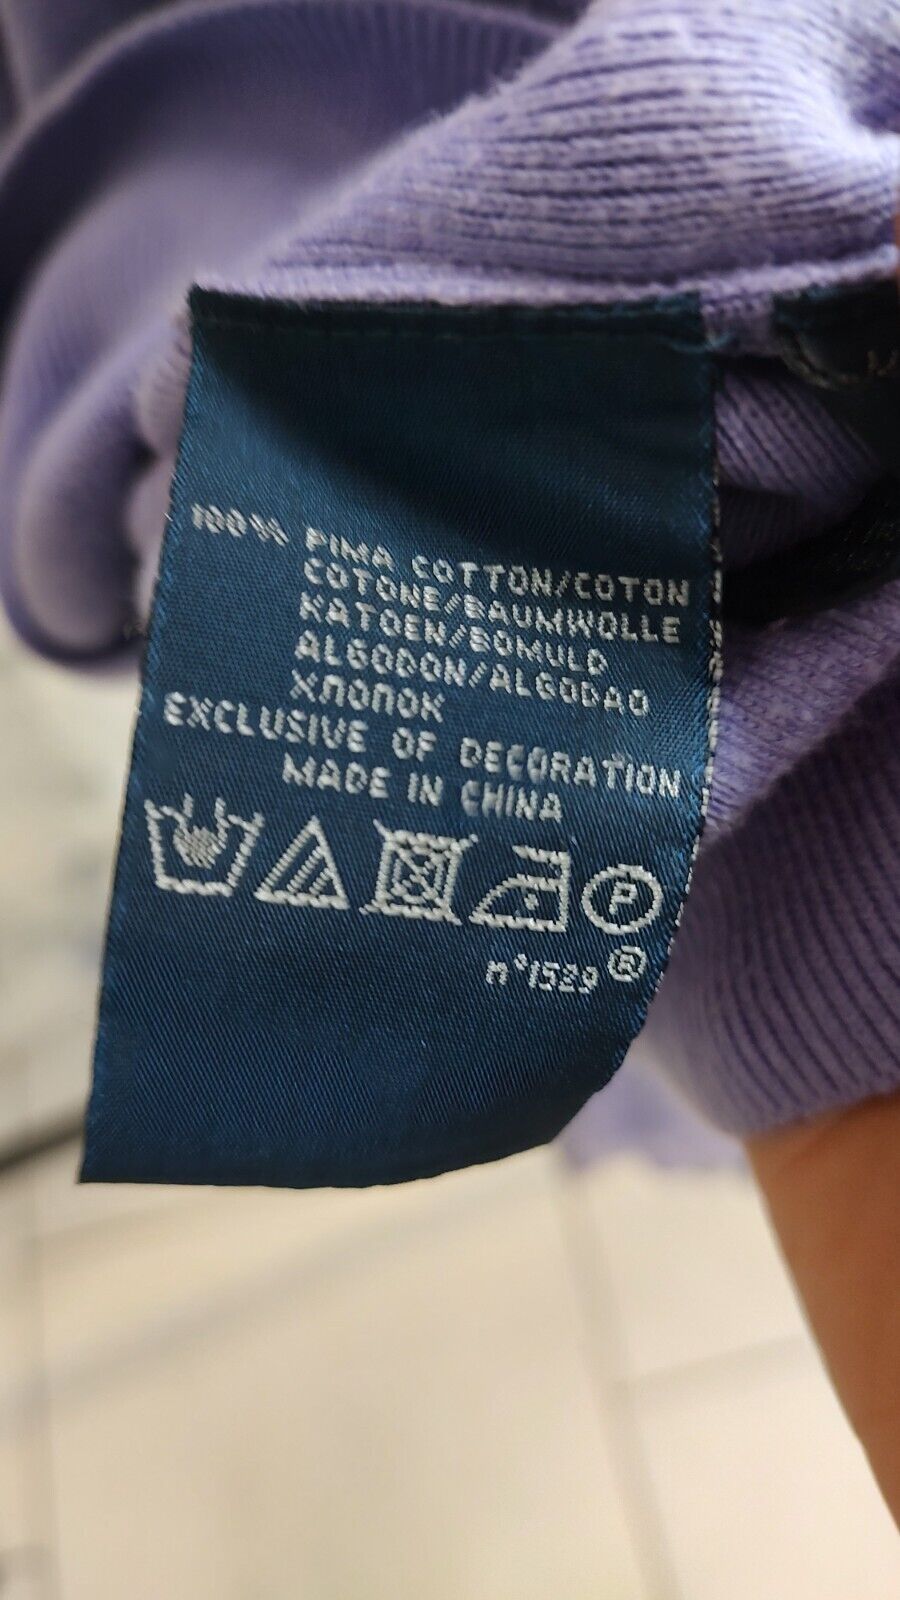 100% PIMA COTTON/COTON
COTONE/BAUMWOLLE
KATOEN/BOMULD
ALGODON/ALGODAO
ХЛОПОК
EXCLUSIVE OF DECORATION
MADE IN CHINA
P
n°1529 ®